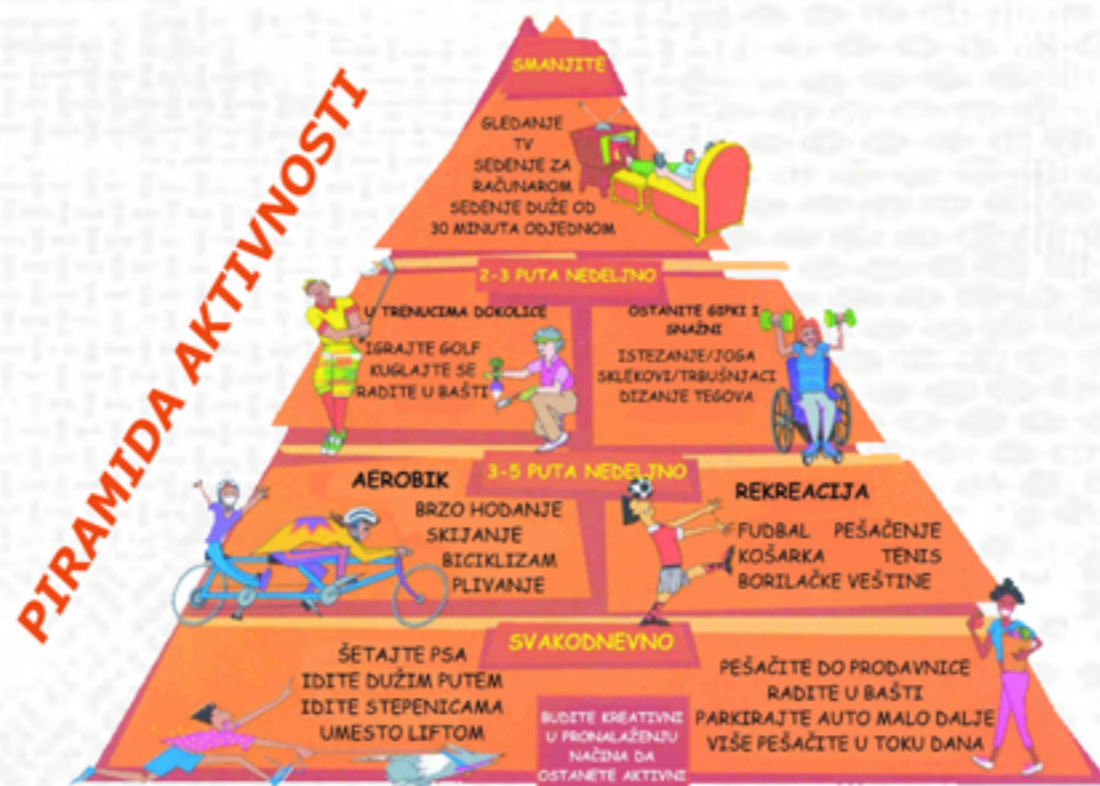 PIRAMIDA AKTIVNOSTI
SMANJITE
GLEDANJE
TV
SEDENJE ZA
RAČUNAROM
SEDENJE DUŽE OD
30 MINUTA ODJEDNOM
2-3 PUTA NEDELJNO
U TRENUCIMA DOKOLICE
IGRAJTE GOLF
KUGLAJTE SE
RADITE U BAŠTI
OSTANITE GIPKI I
SNAŽNI
ISTEZANJE/JOGA
SKLEKOVI/TRBUŠNJACI
DIZANJE TEGOVA
3-5 PUTA NEDELJNO
AEROBIK
BRZO HODANJE
SKIJANJE
BICIKLIZAM
PLIVANJE
REKREACIJA
FUDBAL PEŠAČENJE
KOŠARKA TENIS
BORILAČKE VEŠTINE
SVAKODNEVNO
ŠETAJTE PSA
IDITE DUŽIM PUTEM
IDITE STEPENICAMA
UMESTO LIFTOM
BUDITE KREATIVNI
U PRONALAŽENJU
NAČINA DA
OSTANETE AKTIVNI
PEŠAČITE DO PRODAVNICE
RADITE U BAŠTI
PARKIRAJTE AUTO MALO DALJE
VIŠE PEŠAČITE U TOKU DANA